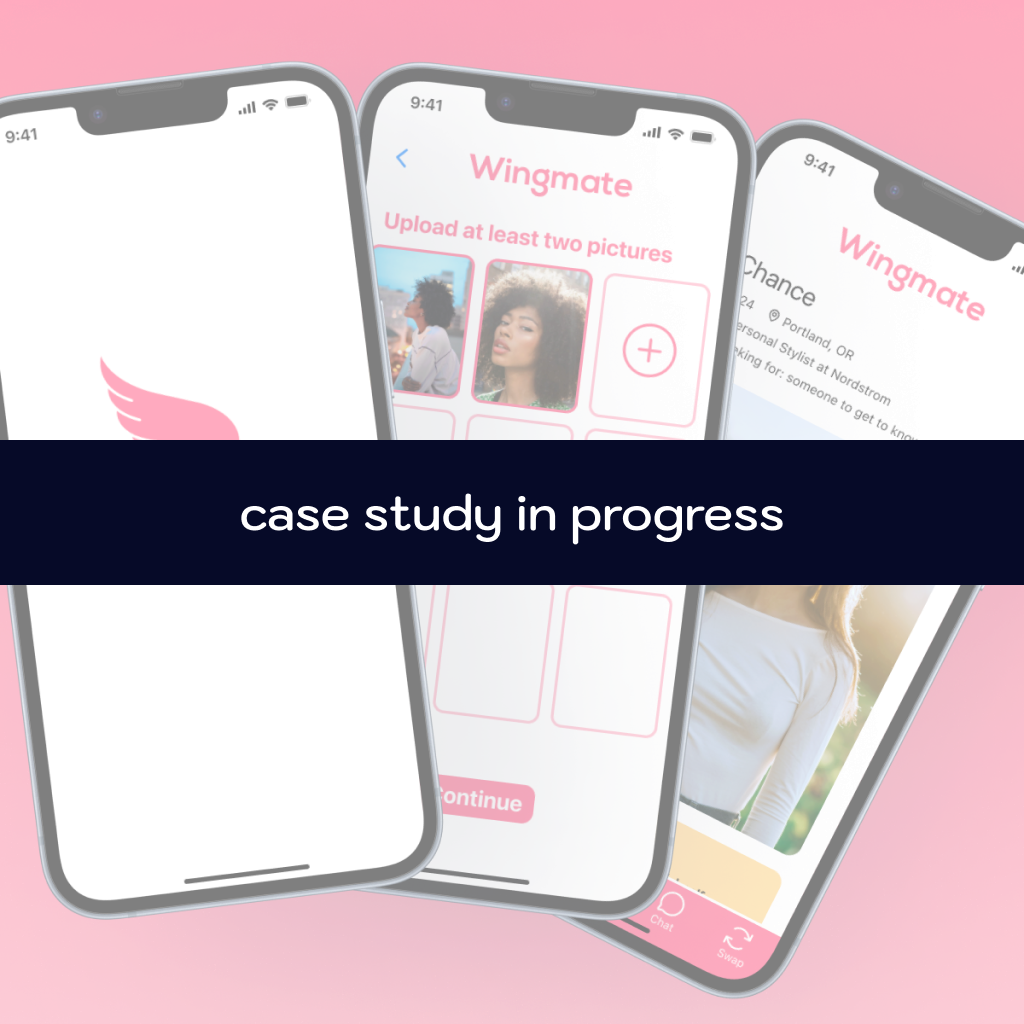 9:41
9:41
Wingmate
Upload at least two pictures
Continue
9:41
Wingmate
Chance
24 Portland, OR
ersonal Stylist at Nordstrom
king for: someone to get to know
Chat
Swap
case study in progress